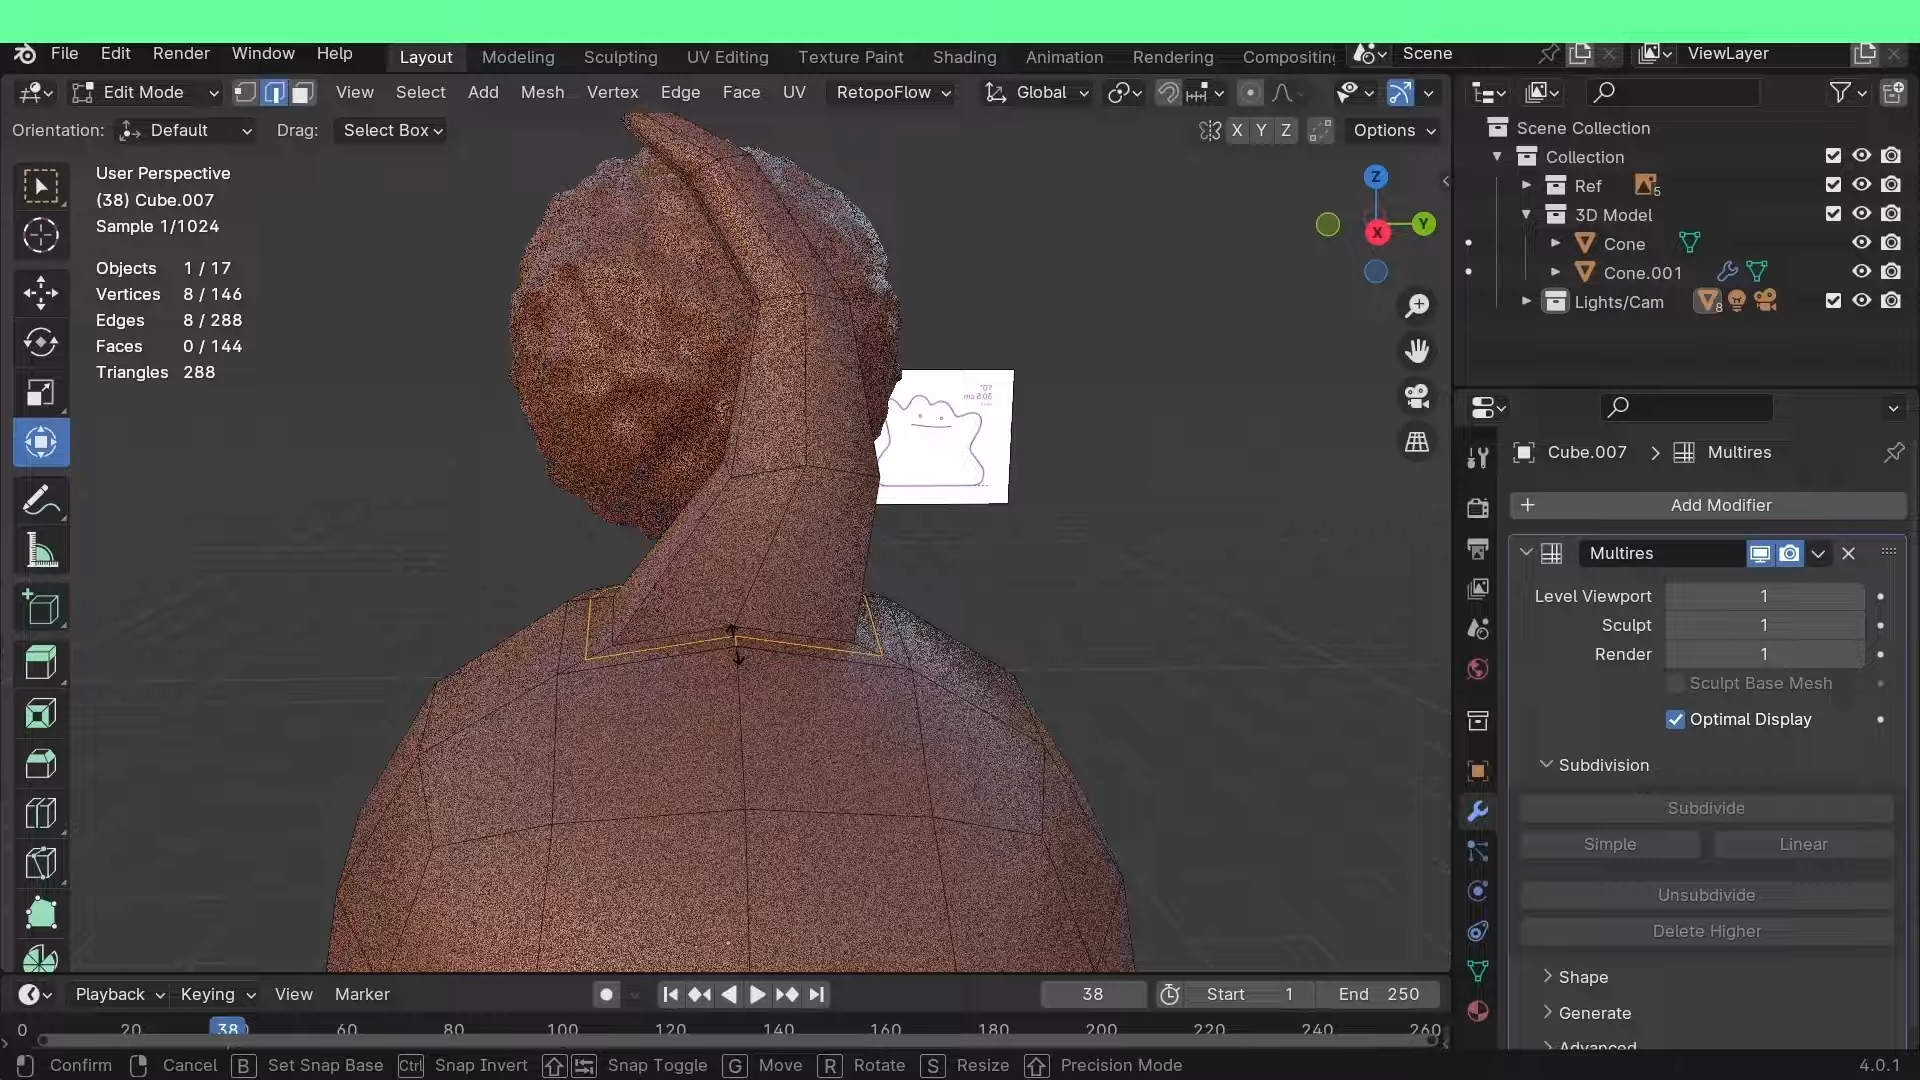 File Edit Render Window Help Layout Modeling Sculpting UV Editing Texture Paint Shading Animation Rendering Compositin Scene ViewLayer
Edit Mode View Select Add Mesh Vertex Edge Face UV RetopoFlow Global
Orientation: Default Drag: Select Box X Y Z Options
User Perspective
(38) Cube.007
Sample 1/1024
Objects 1 / 17
Vertices 8 / 146
Edges 8 / 288
Faces 0 / 144
Triangles 288
Z
Y
X
Scene Collection
Collection
Ref 5
3D Model
Cone
Cone.001
Lights/Cam 8
Cube.007 > Multires
+ Add Modifier
Multires
Level Viewport 1
Sculpt 1
Render 1
Sculpt Base Mesh
Optimal Display
Subdivision
Subdivide
Simple Linear
Unsubdivide
Delete Higher
Shape
Generate
Advanced
Playback Keying View Marker 38 Start 1 End 250
0 20 38 60 80 100 120 140 160 180 200 220 240 260
Confirm Cancel B Set Snap Base Ctrl Snap Invert Snap Toggle G Move R Rotate S Resize Precision Mode 4.0.1